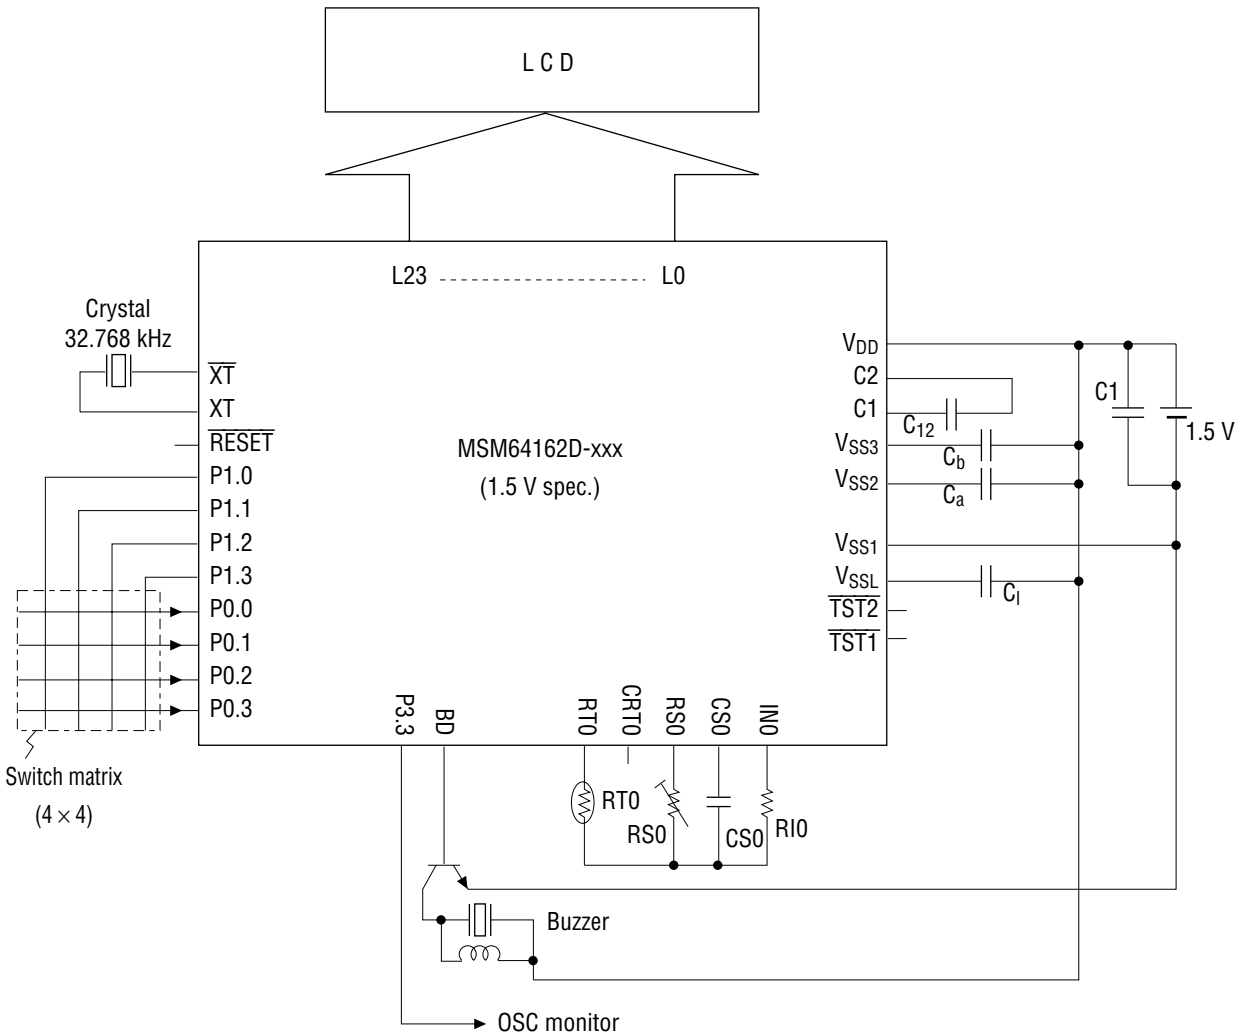 L C D
L23 ---------------------- L0
Crystal
32.768 kHz
XT
XT
RESET
P1.0
P1.1
P1.2
P1.3
P0.0
P0.1
P0.2
P0.3
Switch matrix
(4 × 4)
MSM64162D-xxx
(1.5 V spec.)
VDD
C2
C1
C12
VSS3
Cb
VSS2
Ca
VSS1
VSSL
Cl
TST2
TST1
C1
1.5 V
P3.3
BD
RT0
CRT0
RS0
CS0
IN0
RT0
RS0
CS0
RI0
Buzzer
OSC monitor